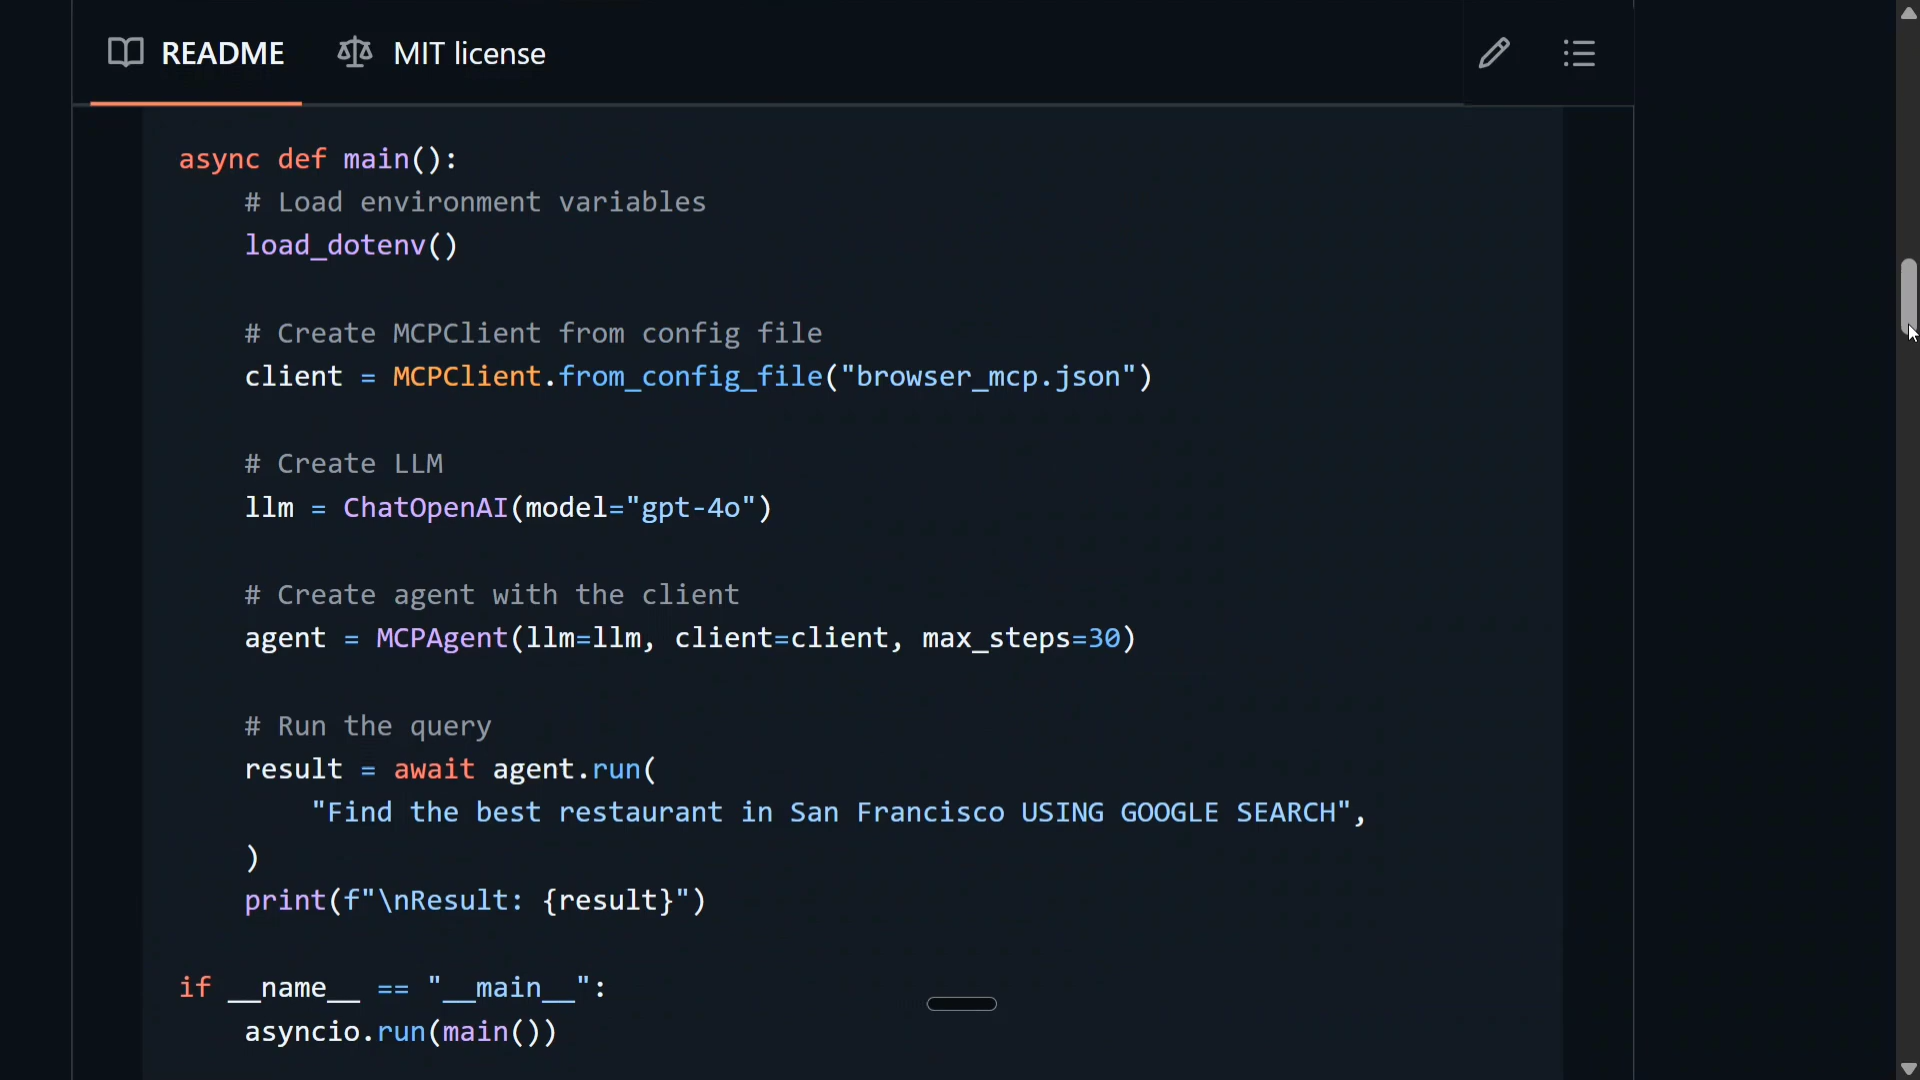 README MIT license
async def main():
    # Load environment variables
    load_dotenv()
    # Create MCPClient from config file
    client = MCPClient.from_config_file("browser_mcp.json")
    # Create LLM
    llm = ChatOpenAI(model="gpt-4o")
    # Create agent with the client
    agent = MCPAgent(llm=llm, client=client, max_steps=30)
    # Run the query
    result = await agent.run(
        "Find the best restaurant in San Francisco USING GOOGLE SEARCH",
    )
    print(f"\nResult: {result}")
if __name__ == "__main__":
    asyncio.run(main())